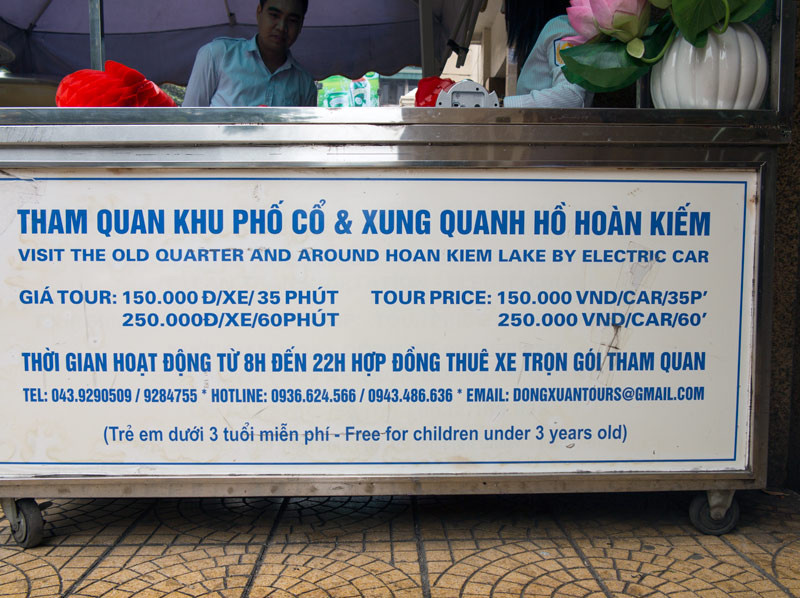 THAM QUAN KHU PHỐ CỔ & XUNG QUANH HỒ HOÀN KIẾM
VISIT THE OLD QUARTER AND AROUND HOAN KIEM LAKE BY ELECTRIC CAR
GIÁ TOUR: 150.000 Đ/XE/ 35 PHÚT TOUR PRICE: 150.000 VND/CAR/35P'
250.000Đ/XE/60PHÚT 250.000 VND/CAR/60'
THỜI GIAN HOẠT ĐỘNG TỪ 8H ĐẾN 22H HỢP ĐỒNG THUÊ XE TRỌN GÓI THAM QUAN
TEL: 043.9290509 / 9284755 * HOTLINE: 0936.624.566 / 0943.486.636 * EMAIL: DONGXUANTOURS@GMAIL.COM
(Trẻ em dưới 3 tuổi miễn phí - Free for children under 3 years old)